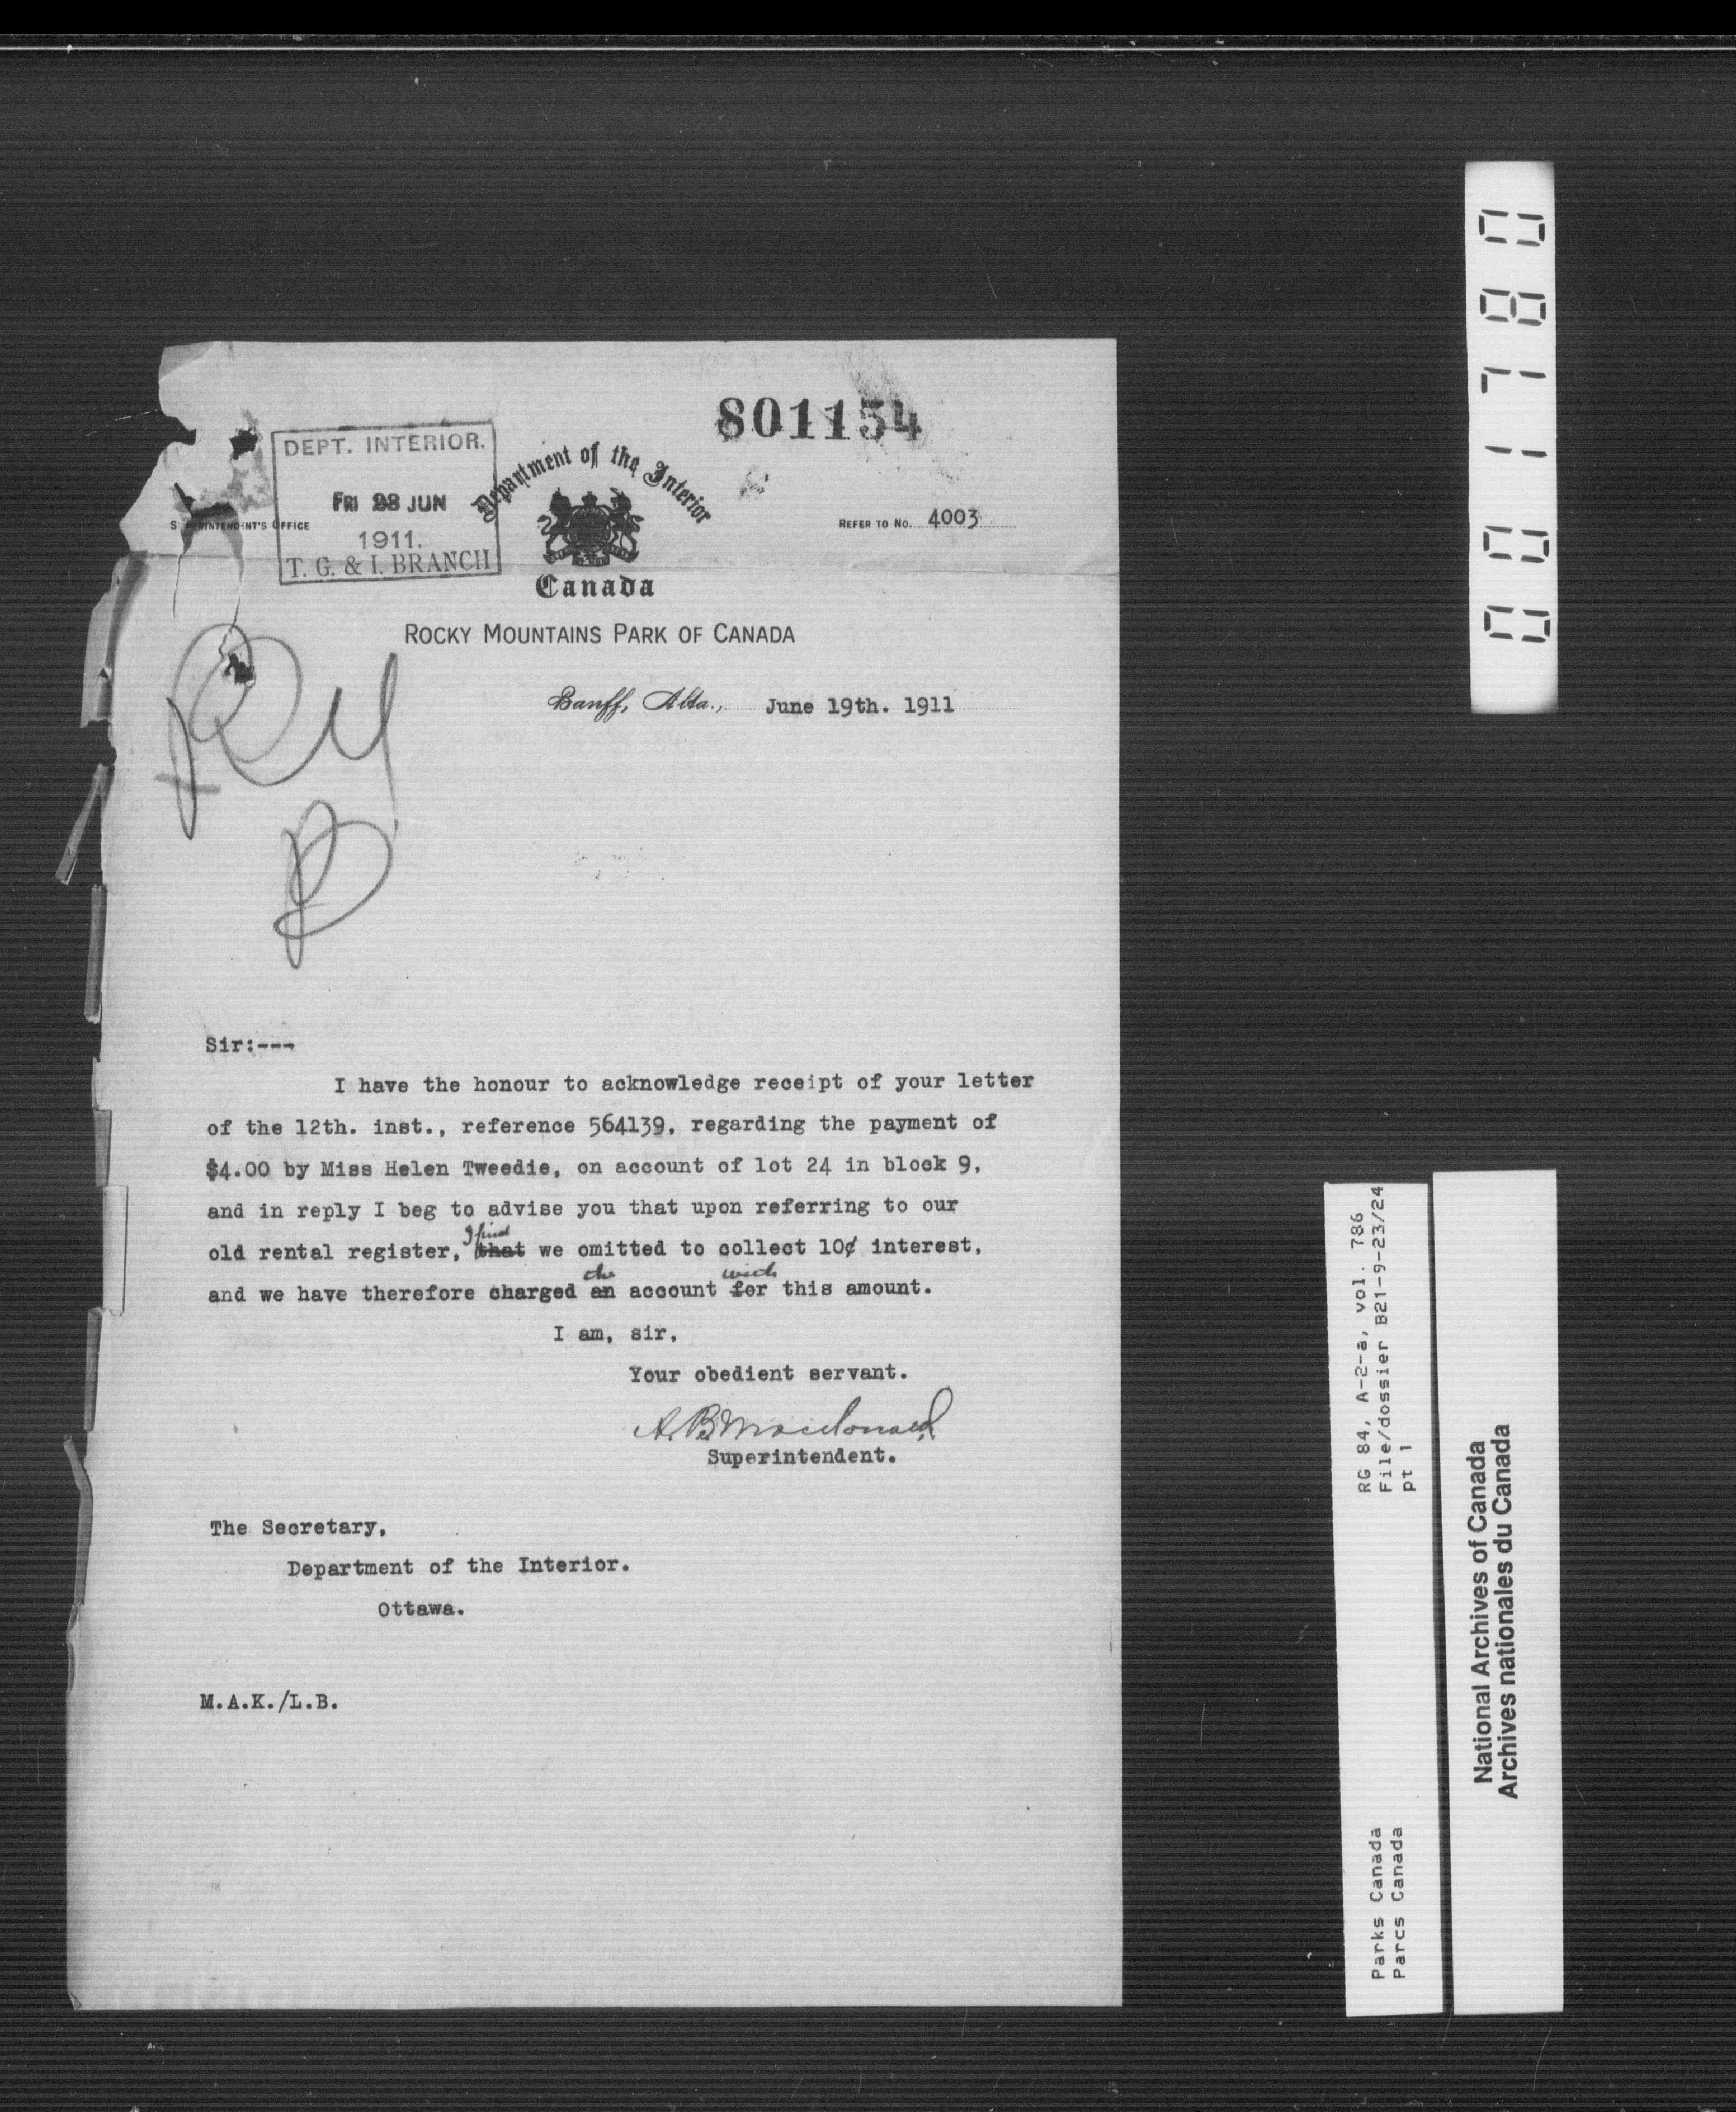 801154
DEPT. INTERIOR.
FRI 28 JUN
1911.
T. G. & I. BRANCH
Department of the Interior
Canada
S  RINTENDENT'S OFFICE
REFER TO NO. 4003
ROCKY MOUNTAINS PARK OF CANADA
Banff, Alta., June 19th. 1911
Sir:---
I have the honour to acknowledge receipt of your letter
of the 12th. inst., reference 564139, regarding the payment of
$4.00 by Miss Helen Tweedie, on account of lot 24 in block 9,
and in reply I beg to advise you that upon referring to our
I find
old rental register, that we omitted to collect 10¢ interest,
the with
and we have therefore charged an account for this amount.
I am, sir,
Your obedient servant.
A. B. Macdonald,
Superintendent.
The Secretary,
Department of the Interior.
Ottawa.
M.A.K./L.B.
001780
RG 84, A-2-a, vol. 786
File/dossier B21-9-23/24
pt 1
Parks Canada
Parcs Canada
National Archives of Canada
Archives nationales du Canada